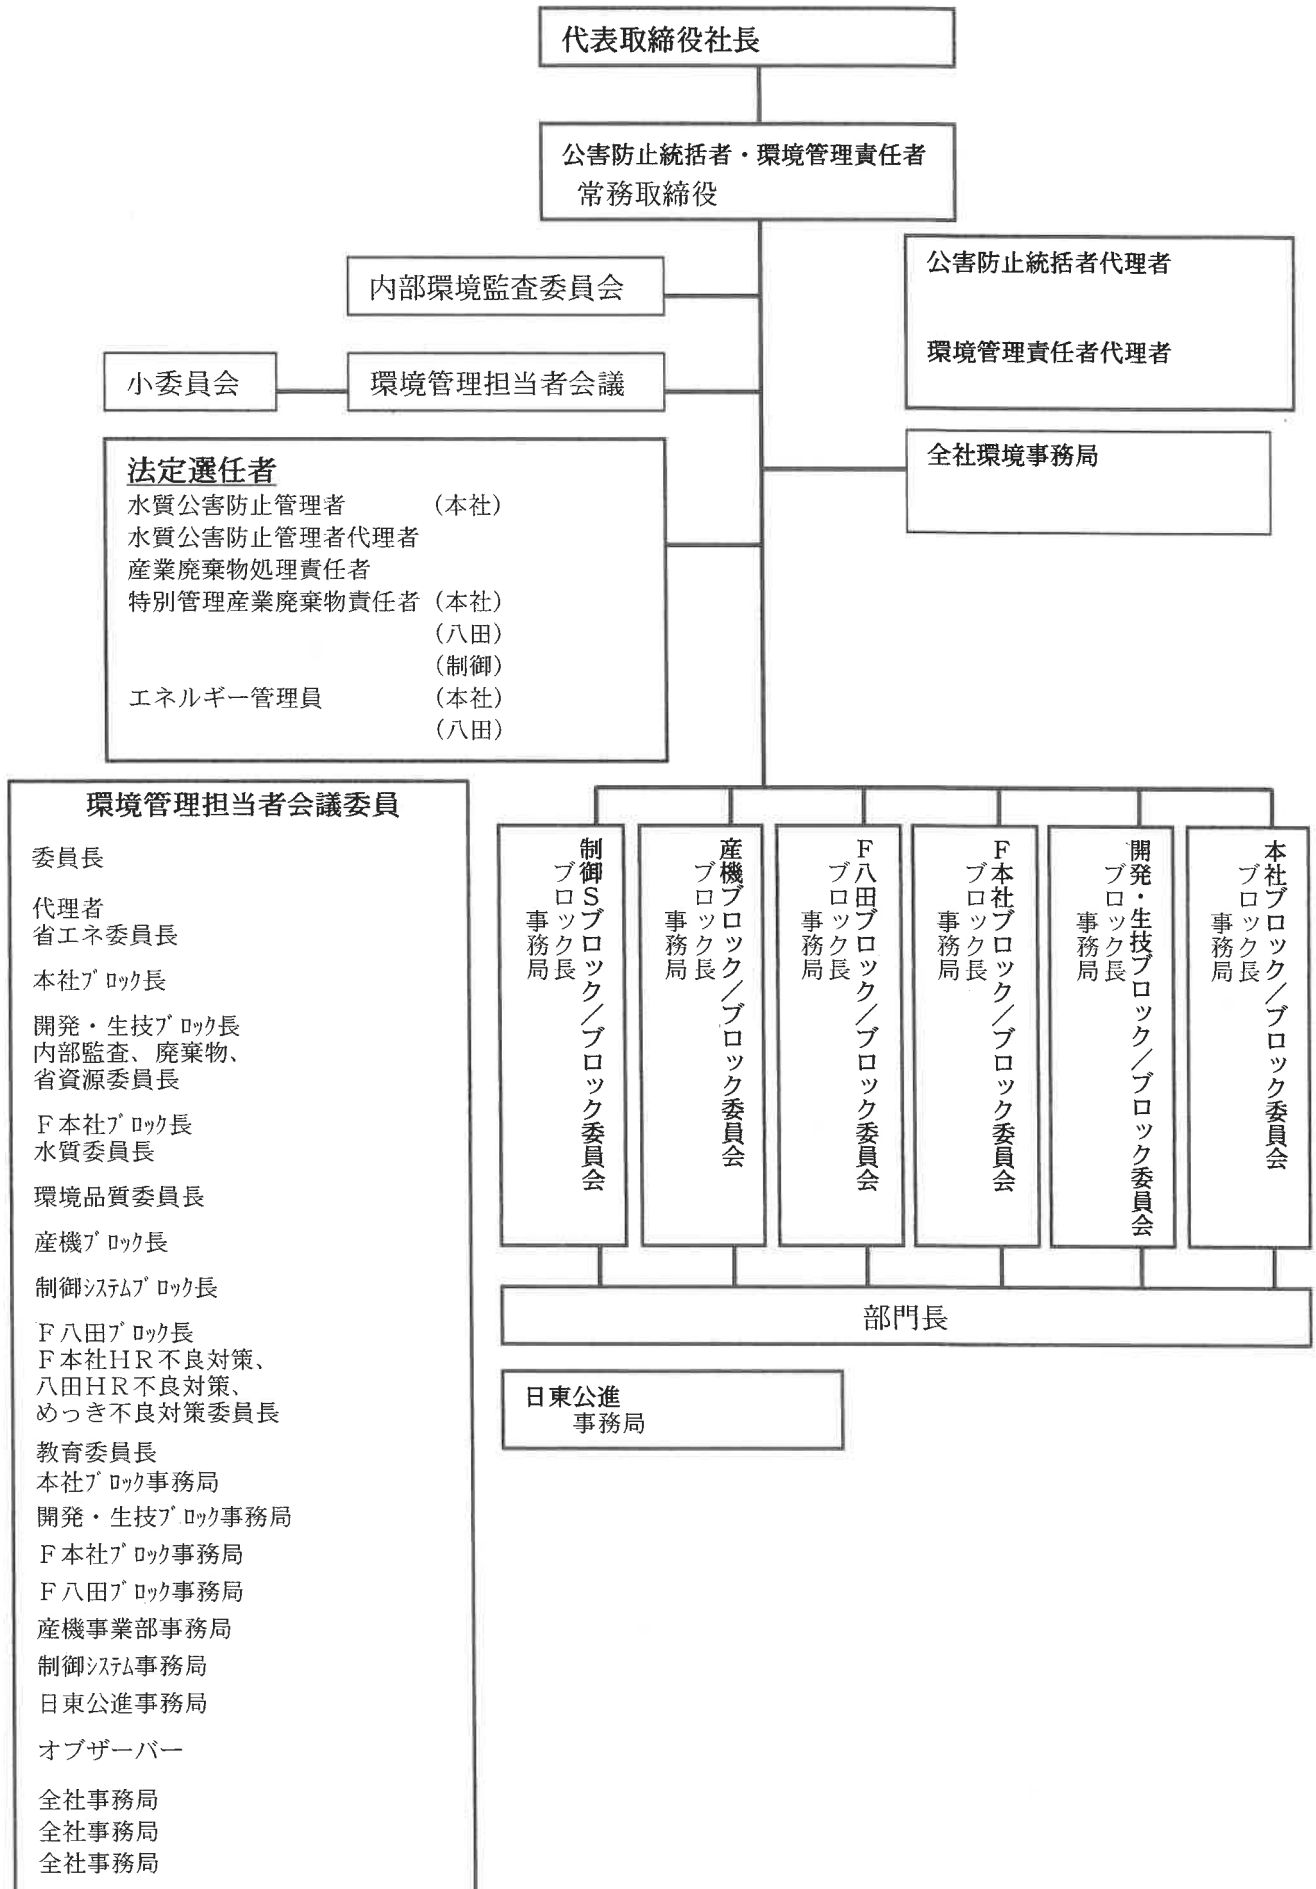 代表取締役社長
公害防止統括者・環境管理責任者
常務取締役
公害防止統括者代理者
環境管理責任者代理者
内部環境監査委員会
小委員会
環境管理担当者会議
全社環境事務局
法定選任者
水質公害防止管理者 (本社)
水質公害防止管理者代理者
産業廃棄物処理責任者
特別管理産業廃棄物責任者 (本社)
(八田)
(制御)
エネルギー管理員 (本社)
(八田)
環境管理担当者会議委員
委員長
代理者
省エネ委員長
本社ブロック長
開発・生技ブロック長
内部監査、廃棄物、
省資源委員長
F本社ブロック長
水質委員長
環境品質委員長
産機ブロック長
制御システムブロック長
F八田ブロック長
F本社HR不良対策、
八田HR不良対策、
めっき不良対策委員長
教育委員長
本社ブロック事務局
開発・生技ブロック事務局
F本社ブロック事務局
F八田ブロック事務局
産機事業部事務局
制御システム事務局
日東公進事務局
オブザーバー
全社事務局
全社事務局
全社事務局
制御Sブロック/ブロック委員会
ブロック長
事務局
産機ブロック/ブロック委員会
ブロック長
事務局
F八田ブロック/ブロック委員会
ブロック長
事務局
F本社ブロック/ブロック委員会
ブロック長
事務局
開発・生技ブロック/ブロック委員会
ブロック長
事務局
本社ブロック/ブロック委員会
ブロック長
事務局
部門長
日東公進
事務局